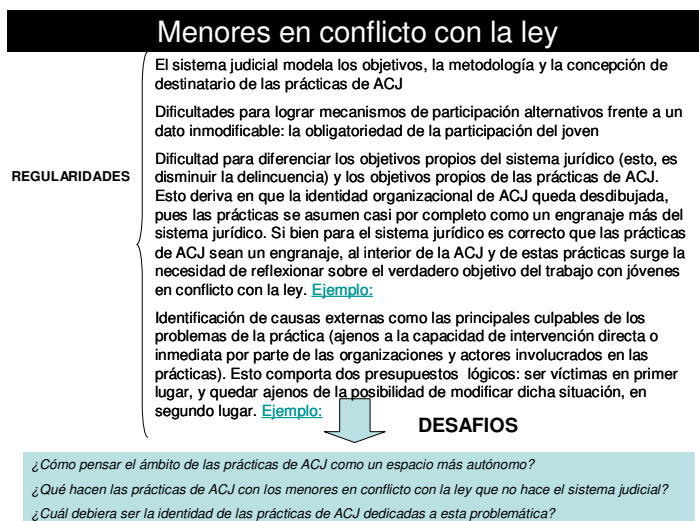 Menores en conflicto con la ley
El sistema judicial modela los objetivos, la metodología y la concepción de
destinatario de las prácticas de ACJ
Dificultades para lograr mecanismos de participación alternativos frente a un
dato inmodificable: la obligatoriedad de la participación del joven
REGULARIDADES
Dificultad para diferenciar los objetivos propios del sistema jurídico (esto, es
disminuir la delincuencia) y los objetivos propios de las prácticas de ACJ.
Esto deriva en que la identidad organizacional de ACJ queda desdibujada,
pues las prácticas se asumen casi por completo como un engranaje más del
sistema jurídico. Si bien para el sistema jurídico es correcto que las prácticas
de ACJ sean un engranaje, al interior de la ACJ y de estas prácticas surge la
necesidad de reflexionar sobre el verdadero objetivo del trabajo con jóvenes
en conflicto con la ley. Ejemplo:
Identificación de causas externas como las principales culpables de los
problemas de la práctica (ajenos a la capacidad de intervención directa o
inmediata por parte de las organizaciones y actores involucrados en las
prácticas). Esto comporta dos presupuestos lógicos: ser víctimas en primer
lugar, y quedar ajenos de la posibilidad de modificar dicha situación, en
segundo lugar. Ejemplo:
DESAFIOS
¿Cómo pensar el ámbito de las prácticas de ACJ como un espacio más autónomo?
¿Qué hacen las prácticas de ACJ con los menores en conflicto con la ley que no hace el sistema judicial?
¿Cuál debiera ser la identidad de las prácticas de ACJ dedicadas a esta problemática?